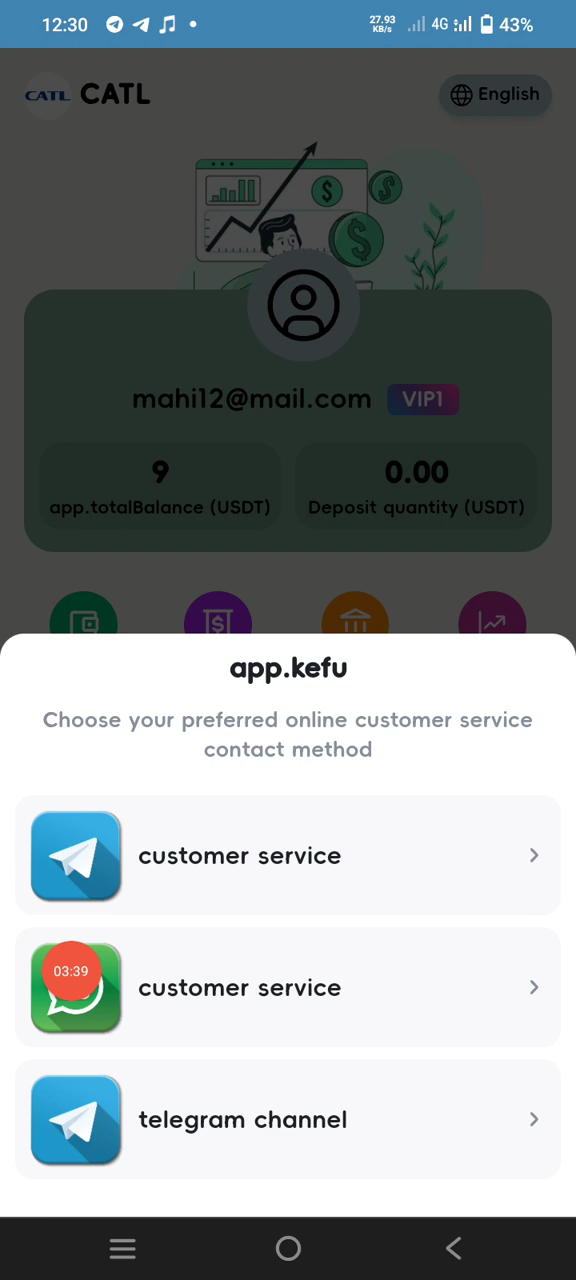 12:30
27.93
KB/s
4G
43%
CATL CATL
English
mahi12@mail.com VIP1
9
app.totalBalance (USDT)
0.00
Deposit quantity (USDT)
app.kefu
Choose your preferred online customer service
contact method
customer service
03:39
customer service
telegram channel